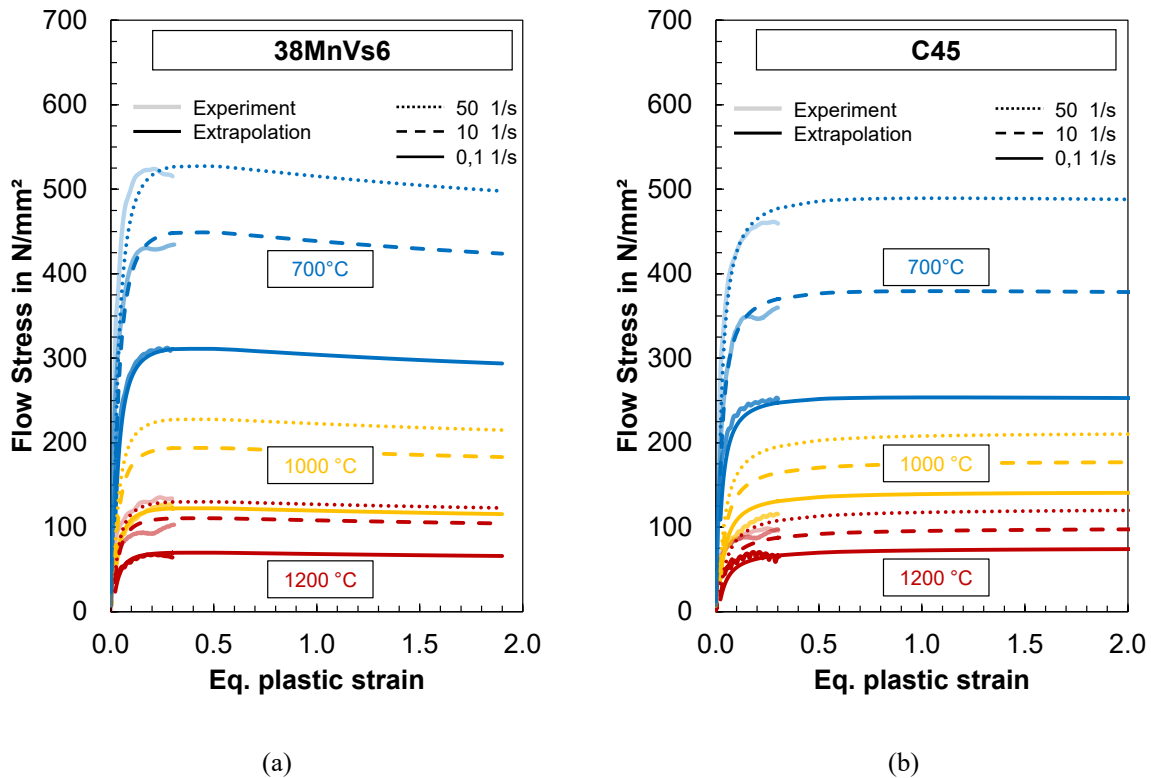 38MnVs6
Experiment
Extrapolation
50 1/s
10 1/s
0,1 1/s
700
600
500
400
300
200
100
0
Flow Stress in N/mm²
700°C
1000 °C
1200 °C
0.0 0.5 1.0 1.5 2.0
Eq. plastic strain
(a)
C45
Experiment
Extrapolation
50 1/s
10 1/s
0,1 1/s
700
600
500
400
300
200
100
0
Flow Stress in N/mm²
700°C
1000 °C
1200 °C
0.0 0.5 1.0 1.5 2.0
Eq. plastic strain
(b)